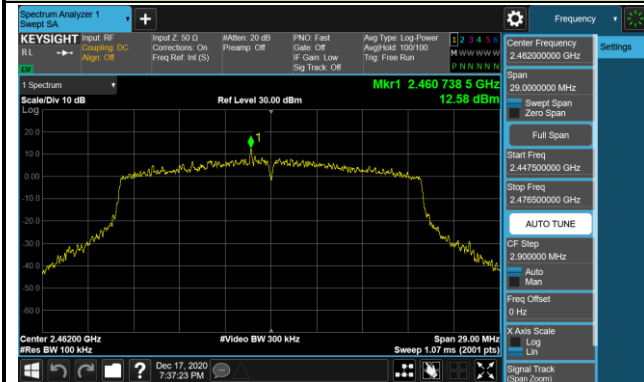 Spectrum Analyzer 1
Swept SA
Frequency
KEYSIGHT
Input: RF
Input Z: 50 Ω
#Atten: 20 dB
PNO: Fast
Avg Type: Log-Power
1 2 3 4 5 6
RL
Coupling: DC
Corrections: On
Preamp: Off
Gate: Off
Avg|Hold: 100/100
M W W W W W
Align: Off
Freq Ref: Int (S)
IF Gain: Low
Trig: Free Run
Sig Track: Off
P N N N N N
1 Spectrum
Mkr1 2.460 738 5 GHz
Scale/Div 10 dB
Ref Level 30.00 dBm
12.58 dBm
Log
1
20.0
10.0
0.00
-10.0
-20.0
-30.0
-40.0
-50.0
-60.0
Center 2.46200 GHz
#Video BW 300 kHz
Span 29.00 MHz
#Res BW 100 kHz
Sweep 1.07 ms (2001 pts)
Dec 17, 2020
7:37:23 PM
Center Frequency
2.462000000 GHz
Settings
Span
29.0000000 MHz
Swept Span
Zero Span
Full Span
Start Freq
2.447500000 GHz
Stop Freq
2.476500000 GHz
AUTO TUNE
CF Step
2.900000 MHz
Auto
Man
Freq Offset
0 Hz
X Axis Scale
Log
Lin
Signal Track
(Span Zoom)